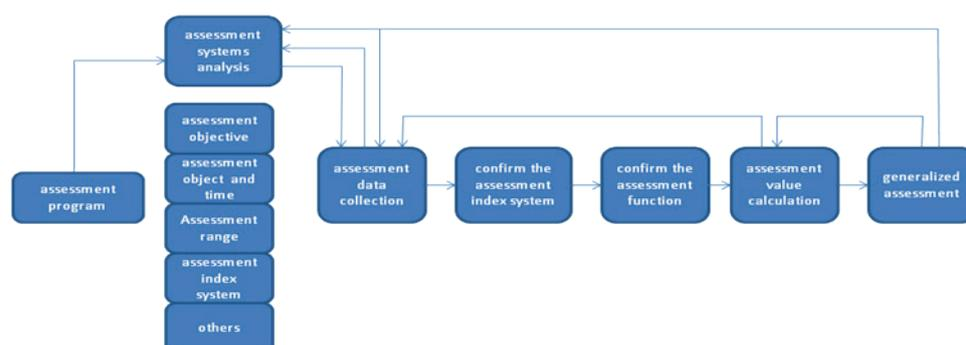 assessment
systems
analysis
assessment
objective
assessment
object and
time
Assessment
range
assessment
index
system
others
assessment
program
assessment
data
collection
confirm the
assessment
index system
confirm the
assessment
function
assessment
value
calculation
generalized
assessment